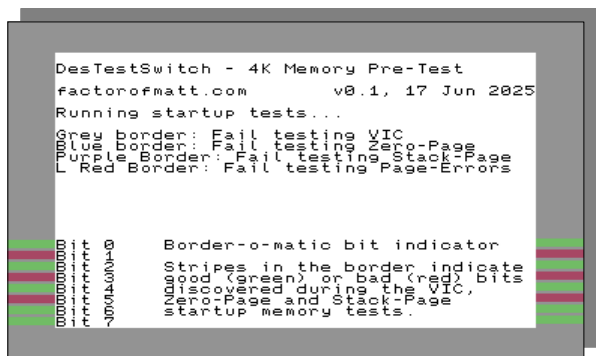 DesTestSwitch - 4K Memory Pre-Test
factorofmatt.com v0.1, 17 Jun 2025
Running startup tests...
Grey border: Fail testing VIC
Blue border: Fail testing Zero-Page
Purple Border: Fail testing Stack-Page
L Red Border: Fail testing Page-Errors
Bit 0 Border-o-matic bit indicator
Bit 1
Bit 2 Stripes in the border indicate
Bit 3 good (green) or bad (red) bits
Bit 4 discovered during the VIC,
Bit 5 Zero-Page and Stack-Page
Bit 6 startup memory tests.
Bit 7